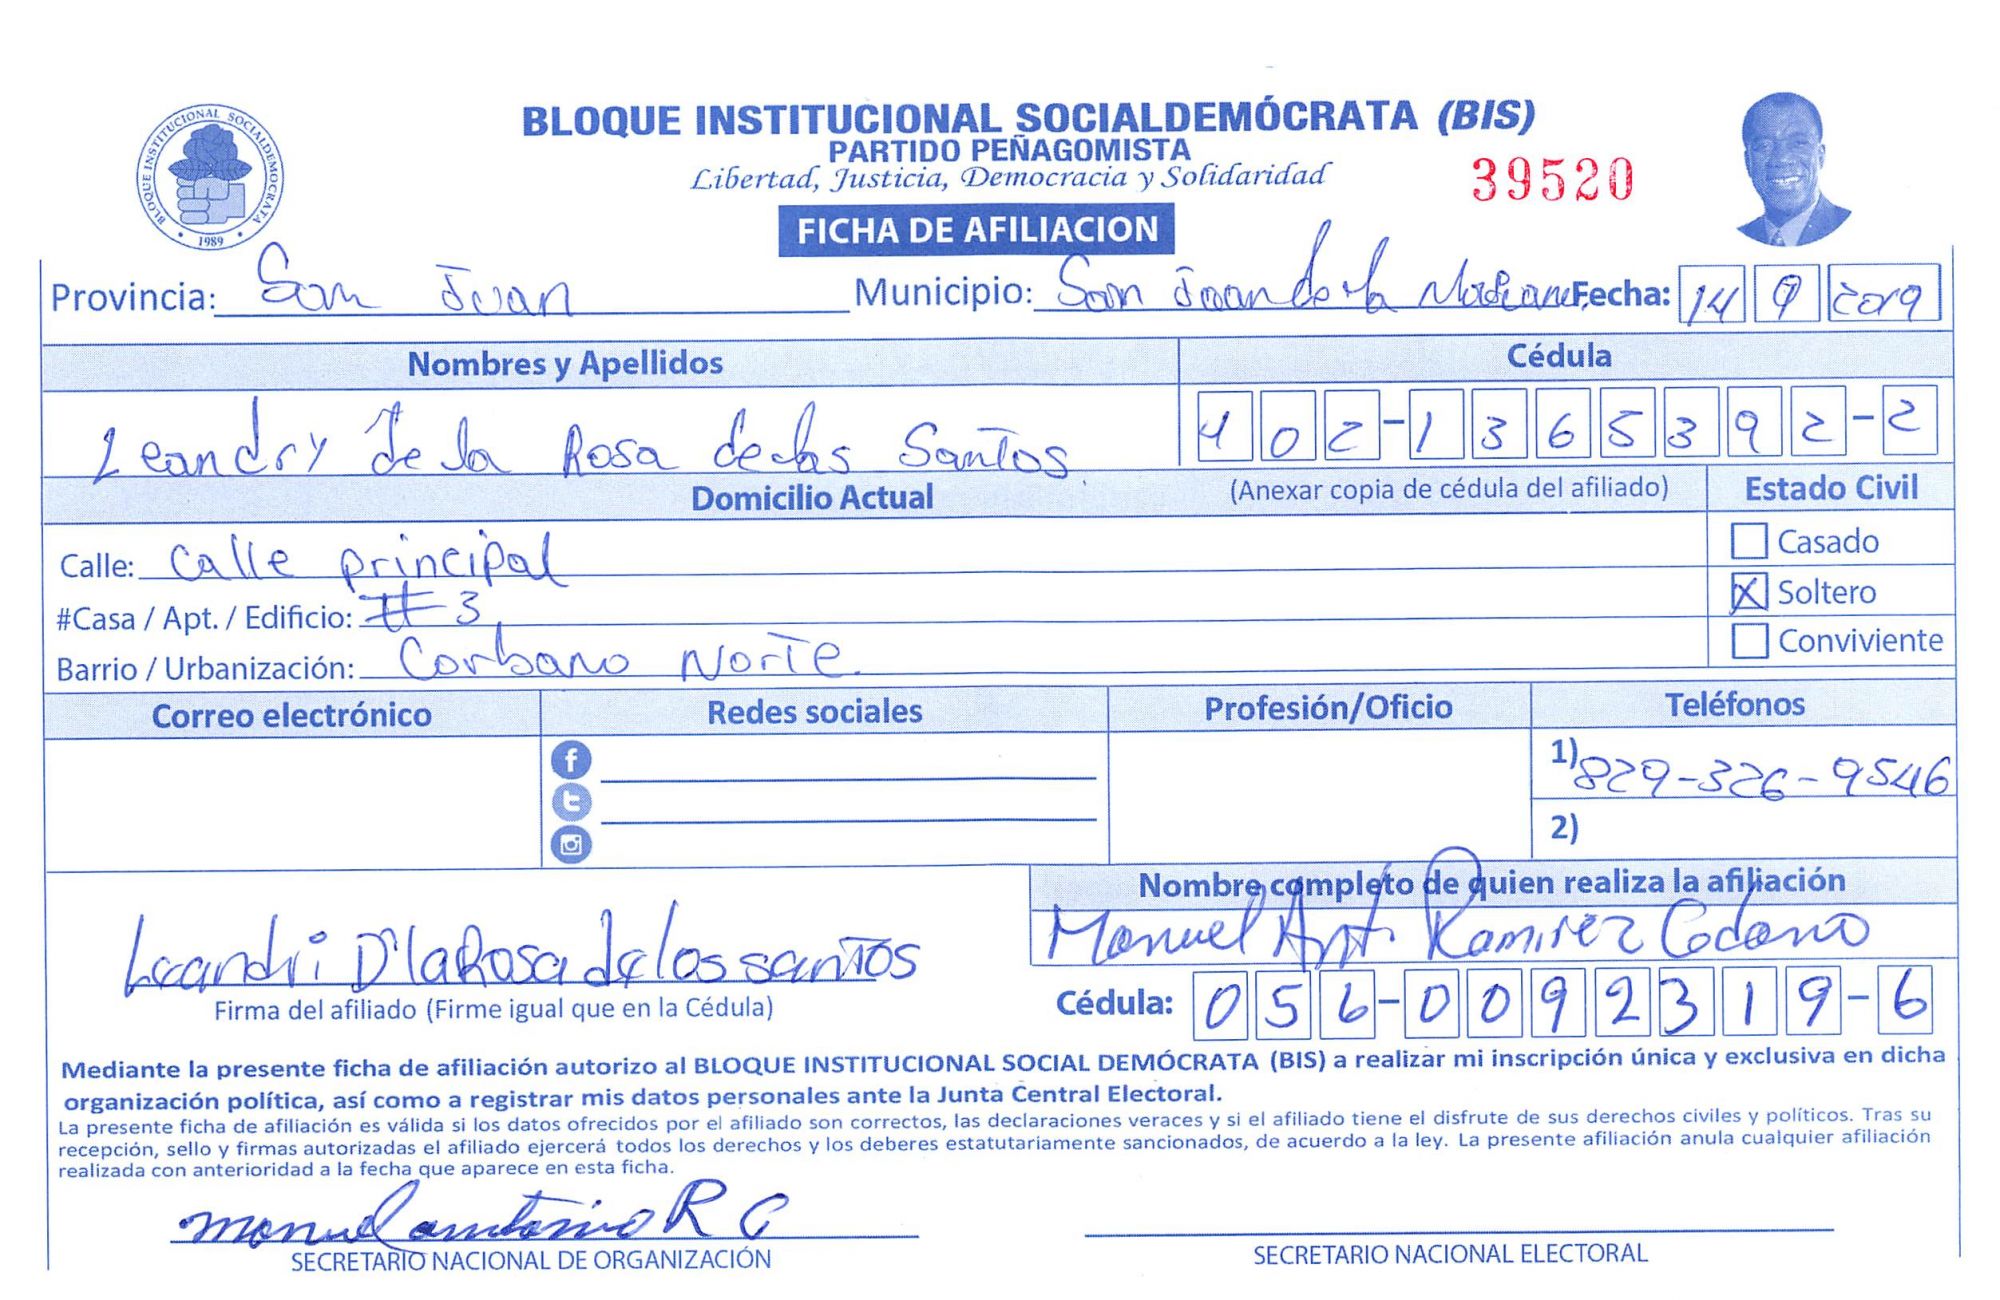 BLOQUE INSTITUCIONAL SOCIALDEMÓCRATA (BIS)
PARTIDO PEÑAGOMISTA
Libertad, Justicia, Democracia y Solidaridad
39520
BLOQUE INSTITUCIONAL SOCIALDEMOCRATA
1989
FICHA DE AFILIACION
Provincia: San Juan Municipio: San Juan de la Maguana Fecha: 14 9 2019
Nombres y Apellidos Cédula
Leandry De la Rosa de las Santos 402-1365392-2
Domicilio Actual (Anexar copia de cédula del afiliado) Estado Civil
Calle: Calle principal Casado
#Casa / Apt. / Edificio: #3 X Soltero
Barrio / Urbanización: Corbano Norte. Conviviente
Correo electrónico Redes sociales Profesión/Oficio Teléfonos
1) 829-326-9546
2)
Nombre completo de quien realiza la afiliación
Manuel Ant. Ramirez Cedano
Leandri D'la Rosa de los santos
Firma del afiliado (Firme igual que en la Cédula) Cédula: 056-0092319-6
Mediante la presente ficha de afiliación autorizo al BLOQUE INSTITUCIONAL SOCIAL DEMÓCRATA (BIS) a realizar mi inscripción única y exclusiva en dicha
organización política, así como a registrar mis datos personales ante la Junta Central Electoral.
La presente ficha de afiliación es válida si los datos ofrecidos por el afiliado son correctos, las declaraciones veraces y si el afiliado tiene el disfrute de sus derechos civiles y políticos. Tras su
recepción, sello y firmas autorizadas el afiliado ejercerá todos los derechos y los deberes estatutariamente sancionados, de acuerdo a la ley. La presente afiliación anula cualquier afiliación
realizada con anterioridad a la fecha que aparece en esta ficha.
manuel antonio R C
SECRETARIO NACIONAL DE ORGANIZACIÓN SECRETARIO NACIONAL ELECTORAL